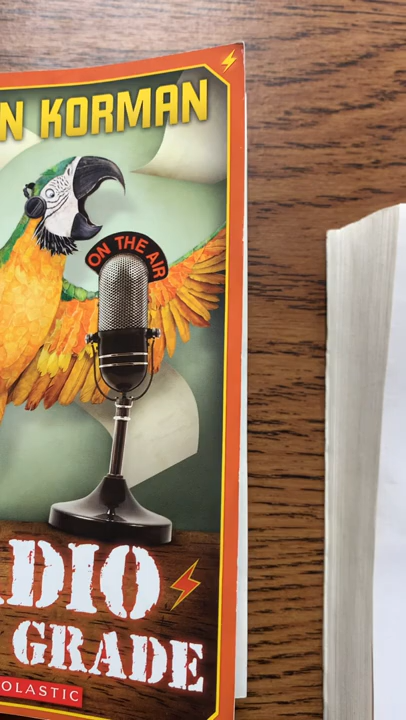 N KORMAN
ON THE AIR
DIO
GRADE
OLASTIC